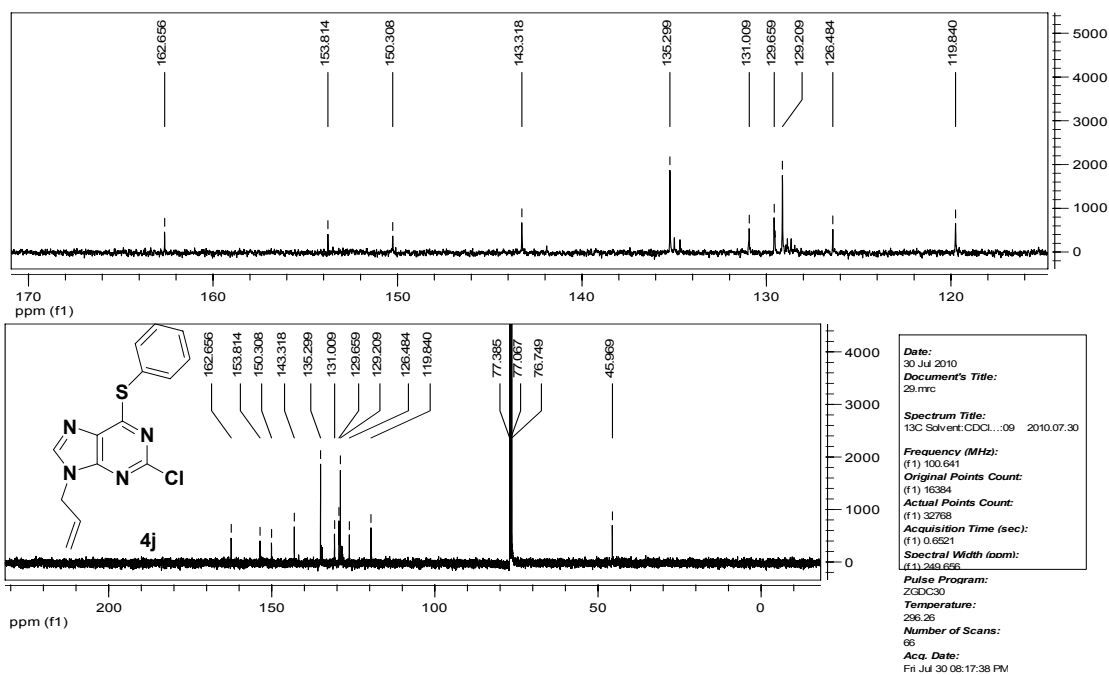 162.656 153.814 150.308 143.318 135.299 131.009 129.659 129.209 126.484 119.840
5000
4000
3000
2000
1000
0
170 160 150 140 130 120
ppm (f1)
162.656 153.814 150.308 143.318 135.299 131.009 129.659 129.209 126.484 119.840 77.385 77.067 76.749 45.969
4000
3000
2000
1000
0
S
N N
N N Cl
4j
200 150 100 50 0
ppm (f1)
Date:
30 Jul 2010
Document's Title:
29.mrc
Spectrum Title:
13C Solvent:CDCl...:09 2010.07.30
Frequency (MHz):
(f1) 100.641
Original Points Count:
(f1) 16384
Actual Points Count:
(f1) 32768
Acquisition Time (sec):
(f1) 0.6521
Spectral Width (ppm):
(f1) 249.656
Pulse Program:
ZGDC30
Temperature:
296.26
Number of Scans:
66
Acq. Date:
Fri Jul 30 08:17:38 PM